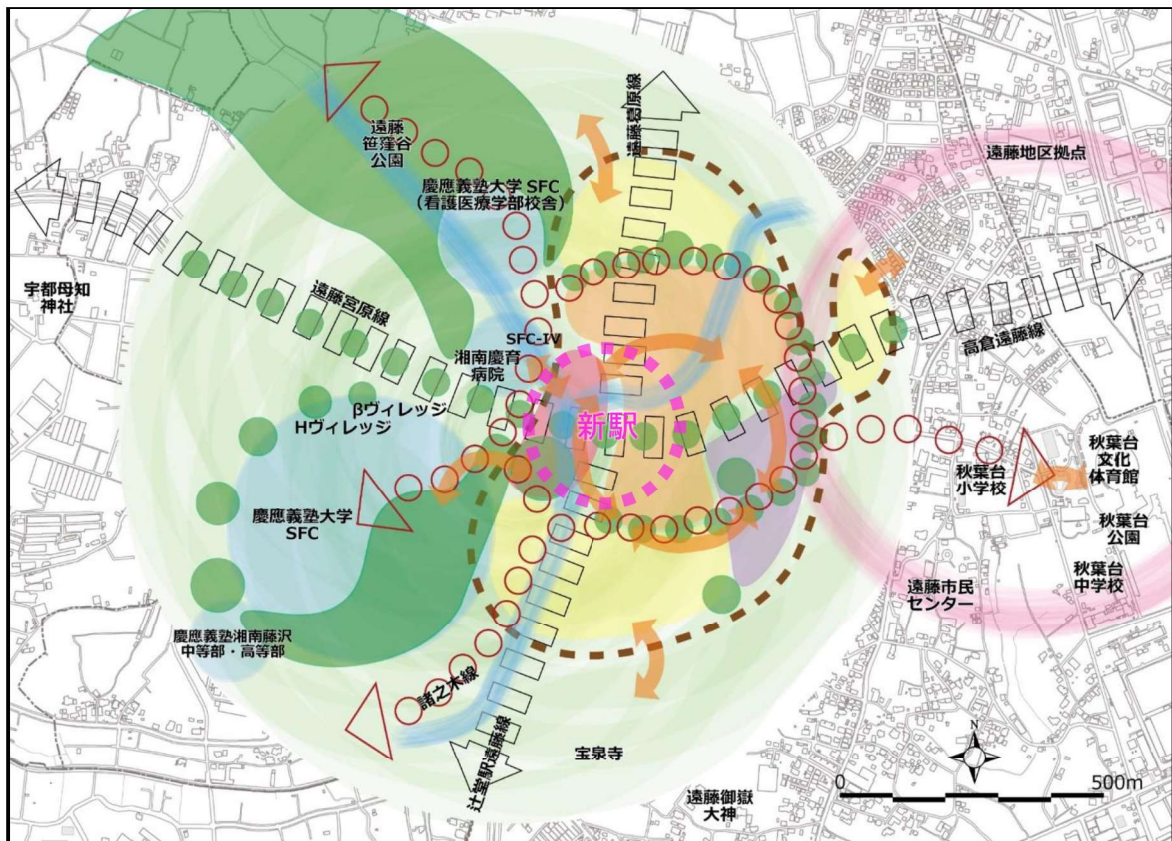 遠藤葛原線
遠藤
笹窪谷
公園
遠藤地区拠点
慶應義塾大学 SFC
(看護医療学部校舎)
宇都母知
神社
遠藤宮原線
高倉遠藤線
SFC-Ⅳ
湘南慶育
病院
βヴィレッジ
Hヴィレッジ
新駅
秋葉台
文化
体育館
秋葉台
小学校
慶應義塾大学
SFC
秋葉台
公園
秋葉台
中学校
遠藤市民
センター
慶應義塾湘南藤沢
中等部・高等部
諸之木線
辻堂駅遠藤線
宝泉寺
遠藤御嶽
大神
N
0
500m